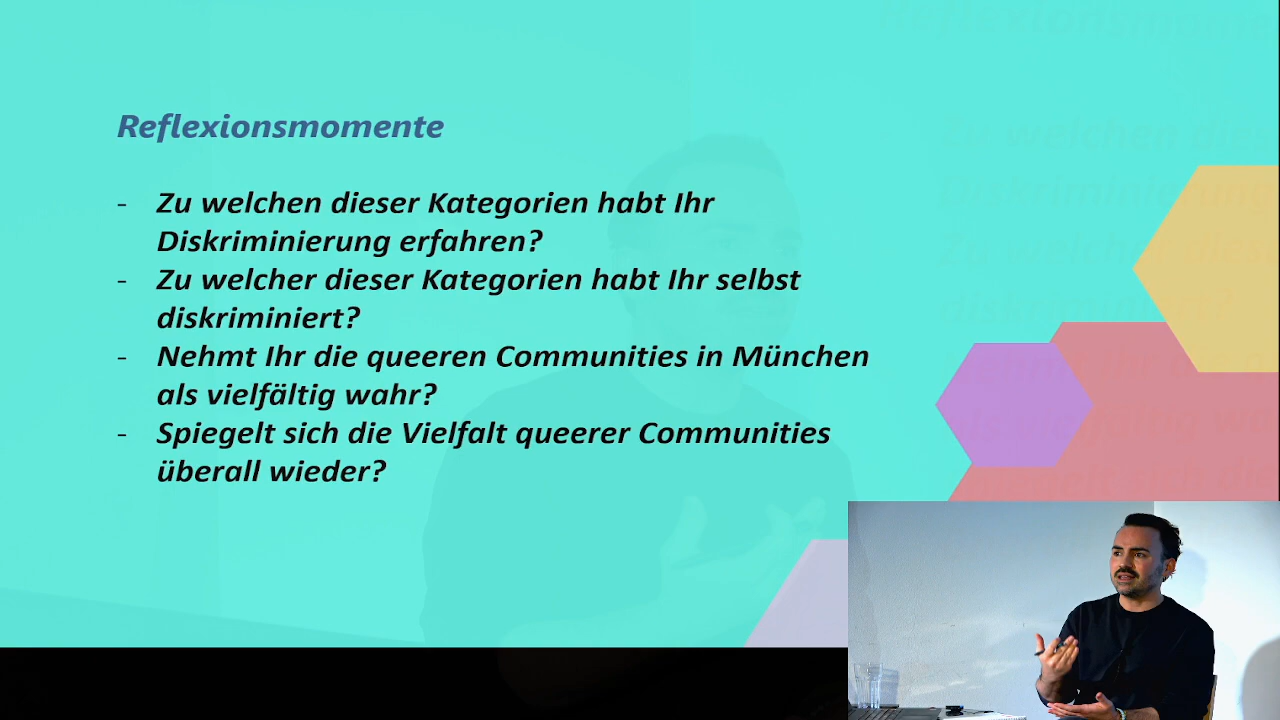 Reflexionsmomente
- Zu welchen dieser Kategorien habt Ihr
Diskriminierung erfahren?
- Zu welcher dieser Kategorien habt Ihr selbst
diskriminiert?
- Nehmt Ihr die queeren Communities in München
als vielfältig wahr?
- Spiegelt sich die Vielfalt queerer Communities
überall wieder?